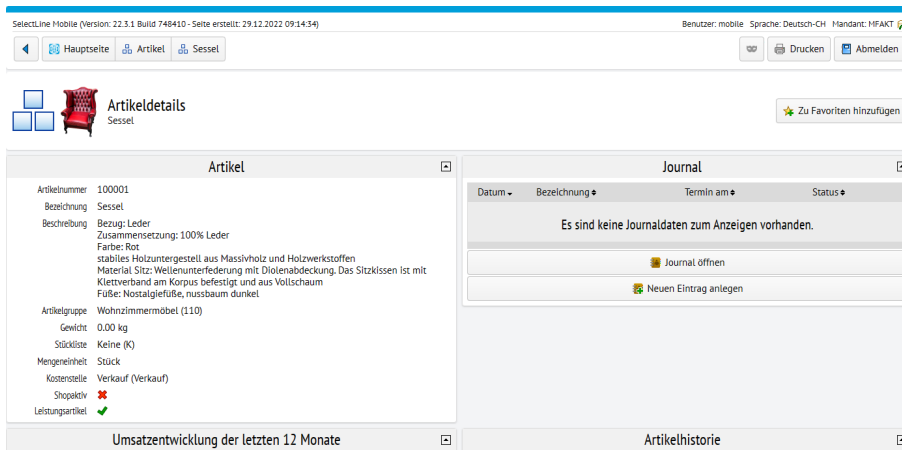 SelectLine Mobile (Version: 22.3.1 Build 748410 - Seite erstellt: 29.12.2022 09:14:34)
Benutzer: mobile Sprache: Deutsch-CH Mandant: MFAKT
Hauptseite Artikel Sessel
Drucken Abmelden
Artikeldetails
Sessel
Zu Favoriten hinzufügen
Artikel
Artikelnummer 100001
Bezeichnung Sessel
Beschreibung Bezug: Leder
Zusammensetzung: 100% Leder
Farbe: Rot
stabiles Holzuntergestell aus Massivholz und Holzwerkstoffen
Material Sitz: Wellenunterfederung mit Diolenabdeckung. Das Sitzkissen ist mit
Klettverband am Korpus befestigt und aus Vollschaum
Füße: Nostalgiefüße, nussbaum dunkel
Artikelgruppe Wohnzimmermöbel (110)
Gewicht 0.00 kg
Stückliste Keine (K)
Mengeneinheit Stück
Kostenstelle Verkauf (Verkauf)
Shopaktiv
Leistungsartikel
Journal
Datum Bezeichnung Termin am Status
Es sind keine Journaldaten zum Anzeigen vorhanden.
Journal öffnen
Neuen Eintrag anlegen
Umsatzentwicklung der letzten 12 Monate
Artikelhistorie